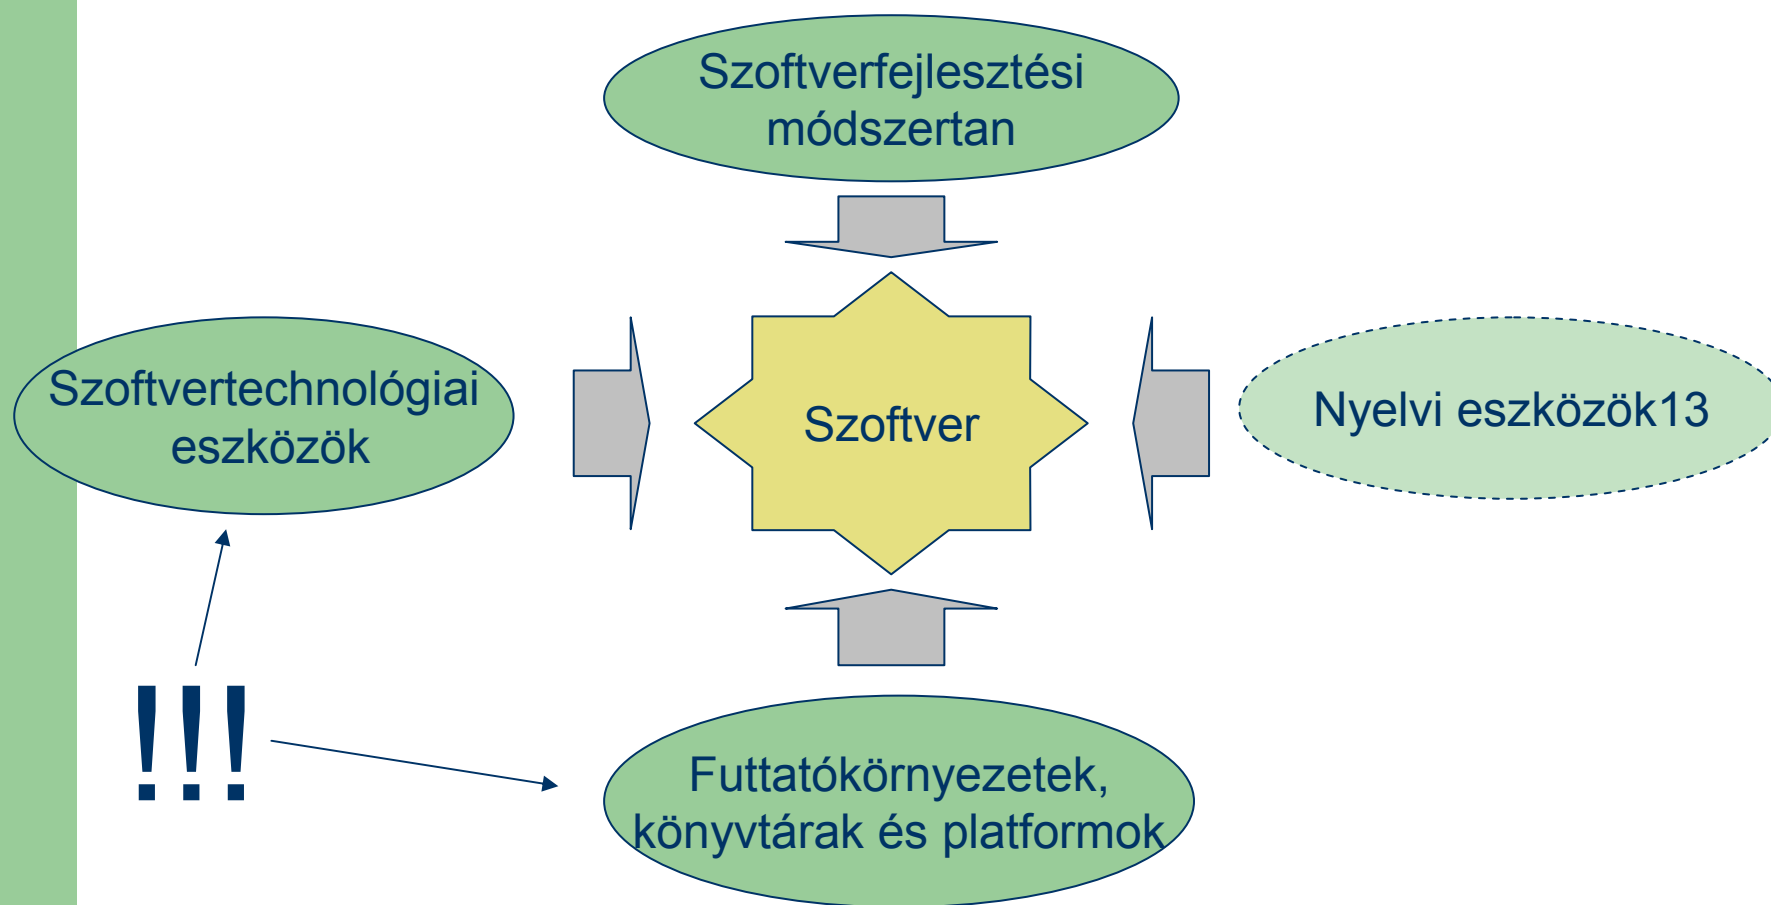 Szoftverfejlesztési
módszertan
Szoftvertechnológiai
eszközök
Szoftver
Nyelvi eszközök13
!!!
Futtatókörnyezetek,
könyvtárak és platformok